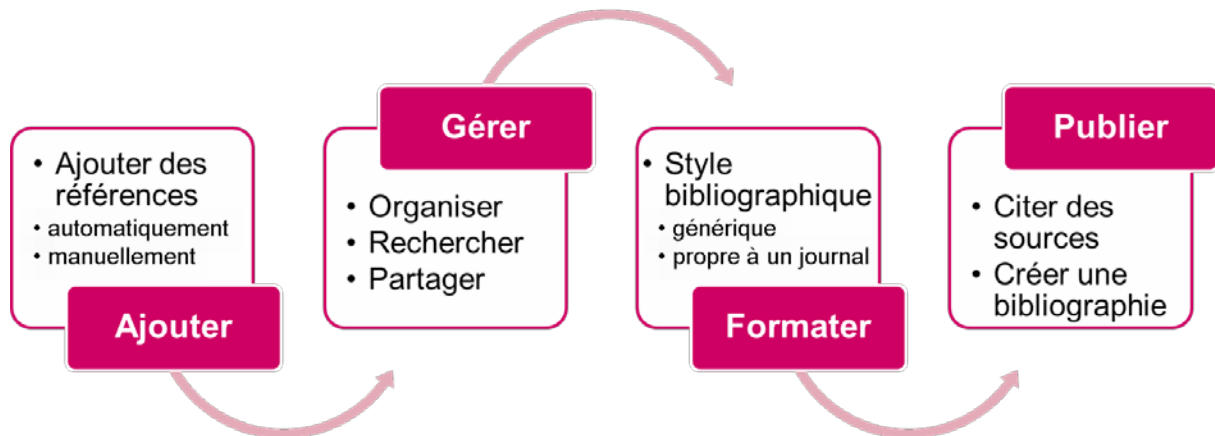 • Ajouter des
références
• automatiquement
• manuellement
Ajouter
Gérer
• Organiser
• Rechercher
• Partager
• Style
bibliographique
• générique
• propre à un journal
Formater
Publier
• Citer des
sources
• Créer une
bibliographie